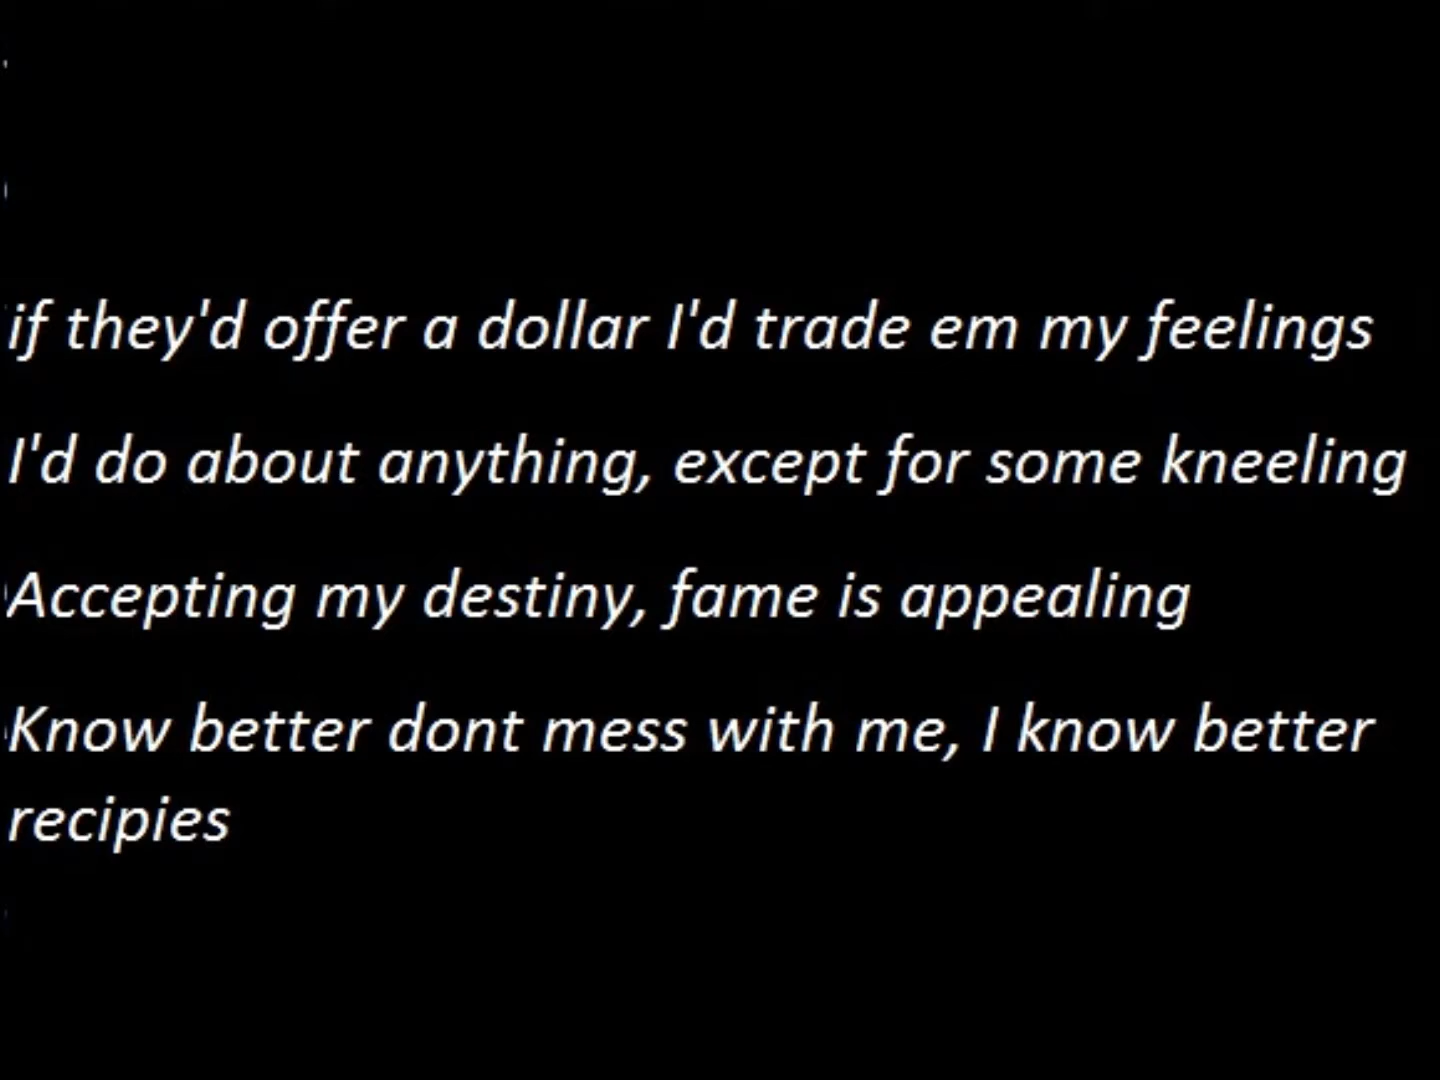 if they'd offer a dollar I'd trade em my feelings
I'd do about anything, except for some kneeling
Accepting my destiny, fame is appealing
Know better dont mess with me, I know better
recipies